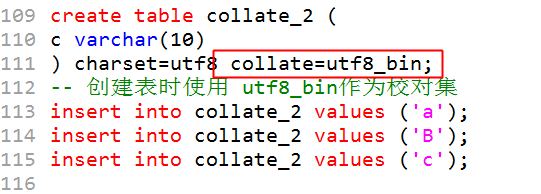 109 create table collate_2 (
110 c varchar(10)
111 ) charset=utf8 collate=utf8_bin;
112 -- 创建表时使用 utf8_bin作为校对集
113 insert into collate_2 values ('a');
114 insert into collate_2 values ('B');
115 insert into collate_2 values ('c');
116